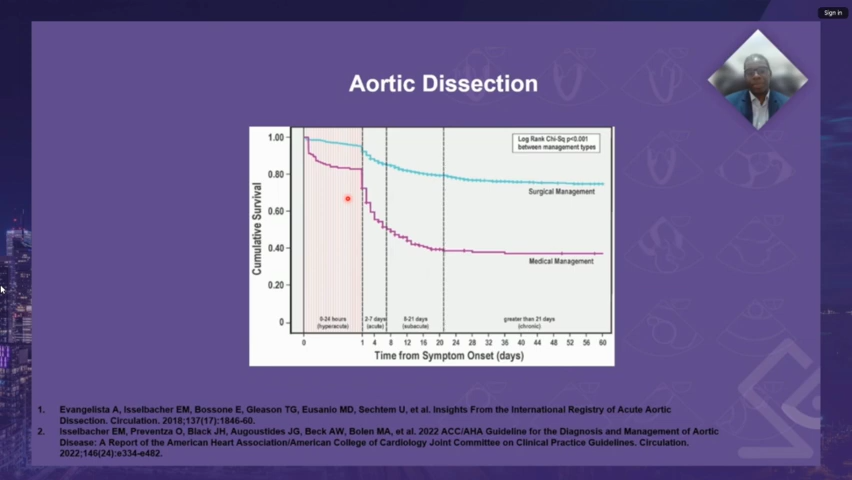 Sign in
Aortic Dissection
Log Rank Chi-Sq p<0.001
between management types
1.00
0.80
0.60
0.40
0.20
0
Cumulative Survival
Surgical Management
Medical Management
0-24 hours
(hyperacute)
2-7 days
(acute)
8-21 days
(subacute)
greater than 21 days
(chronic)
0 1 4 8 12 16 20 24 28 32 36 40 44 48 52 56 60
Time from Symptom Onset (days)
1. Evangelista A, Isselbacher EM, Bossone E, Gleason TG, Eusanio MD, Sechtem U, et al. Insights From the International Registry of Acute Aortic
Dissection. Circulation. 2018;137(17):1846-60.
2. Isselbacher EM, Preventza O, Black JH, Augoustides JG, Beck AW, Bolen MA, et al. 2022 ACC/AHA Guideline for the Diagnosis and Management of Aortic
Disease: A Report of the American Heart Association/American College of Cardiology Joint Committee on Clinical Practice Guidelines. Circulation.
2022;146(24):e334-e482.